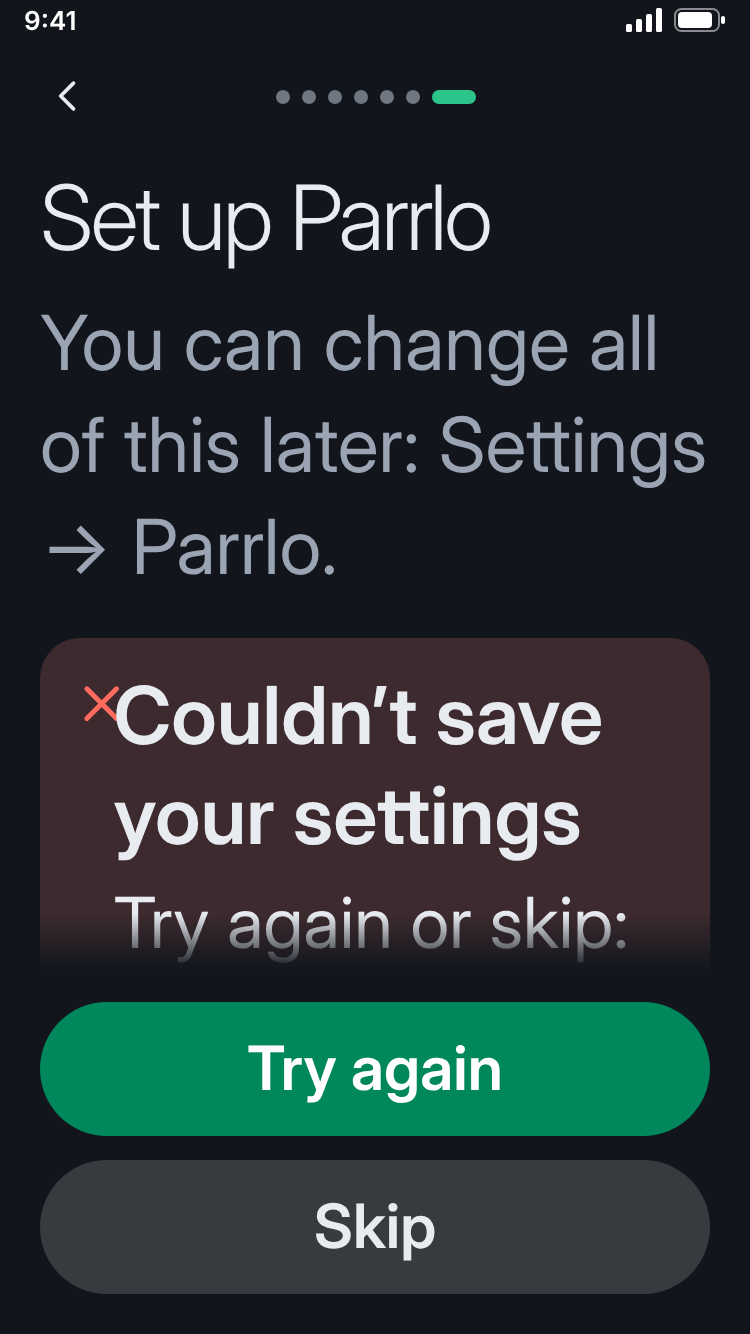 9:41
Set up Parrlo
You can change all
of this later: Settings
→ Parrlo.
Couldn’t save
your settings
Try again or skip:
Try again
Skip